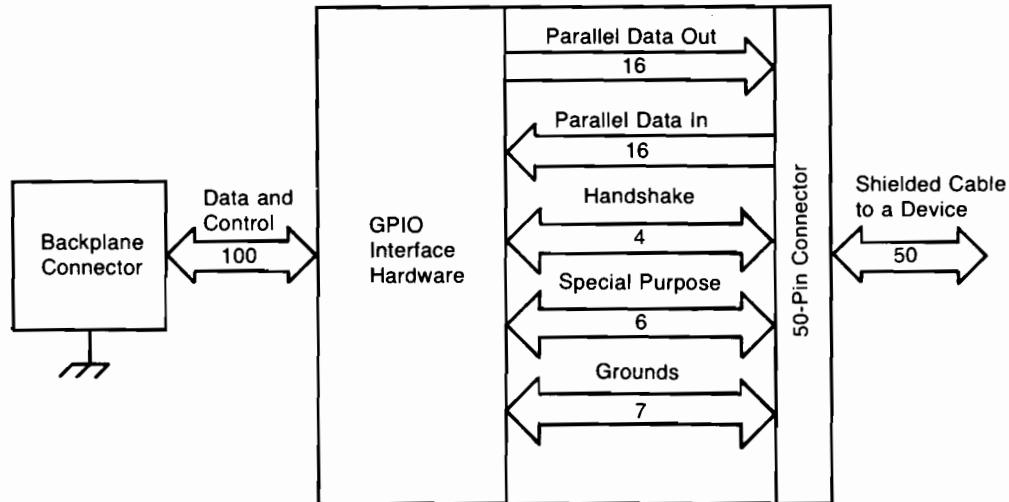 Parallel Data Out
16
Parallel Data In
16
Handshake
4
Special Purpose
6
Grounds
7
Backplane
Connector
Data and
Control
100
GPIO
Interface
Hardware
50-Pin Connector
Shielded Cable
to a Device
50